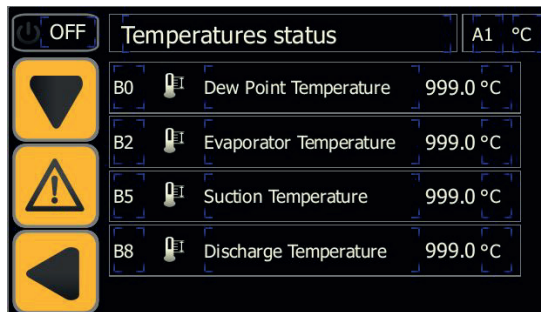 OFF Temperatures status A1 °C
B0 Dew Point Temperature 999.0 °C
B2 Evaporator Temperature 999.0 °C
B5 Suction Temperature 999.0 °C
B8 Discharge Temperature 999.0 °C